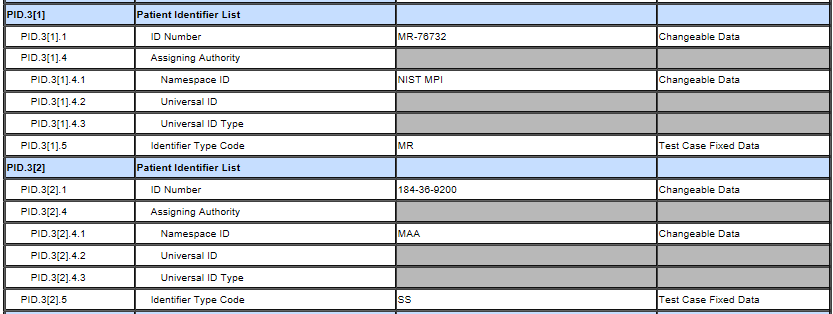 PID.3[1] Patient Identifier List
PID.3[1].1 ID Number MR-76732 Changeable Data
PID.3[1].4 Assigning Authority
PID.3[1].4.1 Namespace ID NIST MPI Changeable Data
PID.3[1].4.2 Universal ID
PID.3[1].4.3 Universal ID Type
PID.3[1].5 Identifier Type Code MR Test Case Fixed Data
PID.3[2] Patient Identifier List
PID.3[2].1 ID Number 184-36-9200 Changeable Data
PID.3[2].4 Assigning Authority
PID.3[2].4.1 Namespace ID MAA Changeable Data
PID.3[2].4.2 Universal ID
PID.3[2].4.3 Universal ID Type
PID.3[2].5 Identifier Type Code SS Test Case Fixed Data